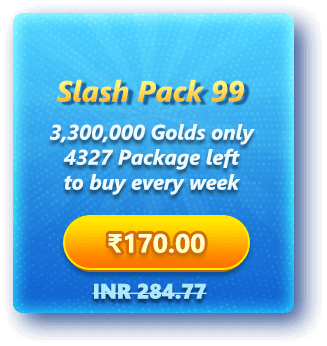 Slash Pack 99
3,300,000 Golds only
4327 Package left
to buy every week
₹170.00
INR 284.77